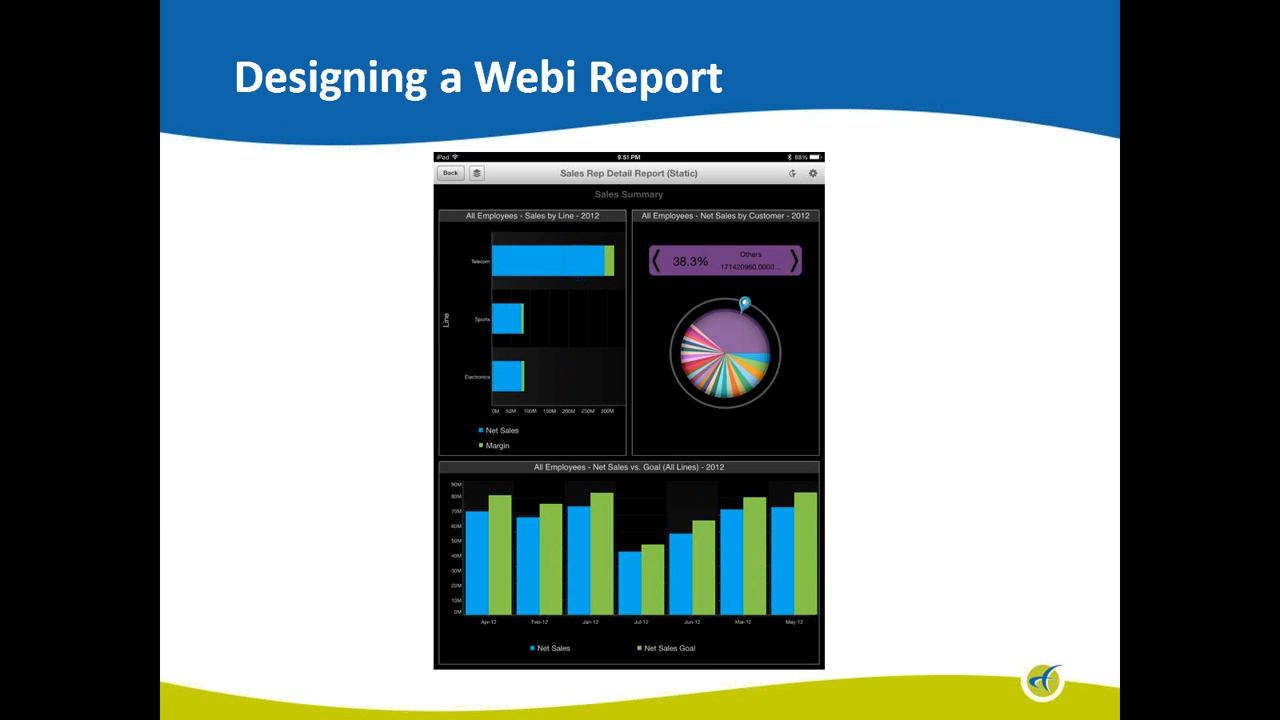 Designing a Webi Report
iPad 9:51 PM 88%
Back Sales Rep Detail Report (Static)
Sales Summary
All Employees - Sales by Line - 2012
Line
Telecom
Sports
Electronics
0M 50M 100M 150M 200M 250M 300M
Net Sales
Margin
All Employees - Net Sales by Customer - 2012
38.3%
Others
171420960.0000...
All Employees - Net Sales vs. Goal (All Lines) - 2012
90M
80M
70M
60M
50M
40M
30M
20M
10M
0M
Apr-12 Feb-12 Jan-12 Jul-12 Jun-12 Mar-12 May-12
Net Sales Net Sales Goal